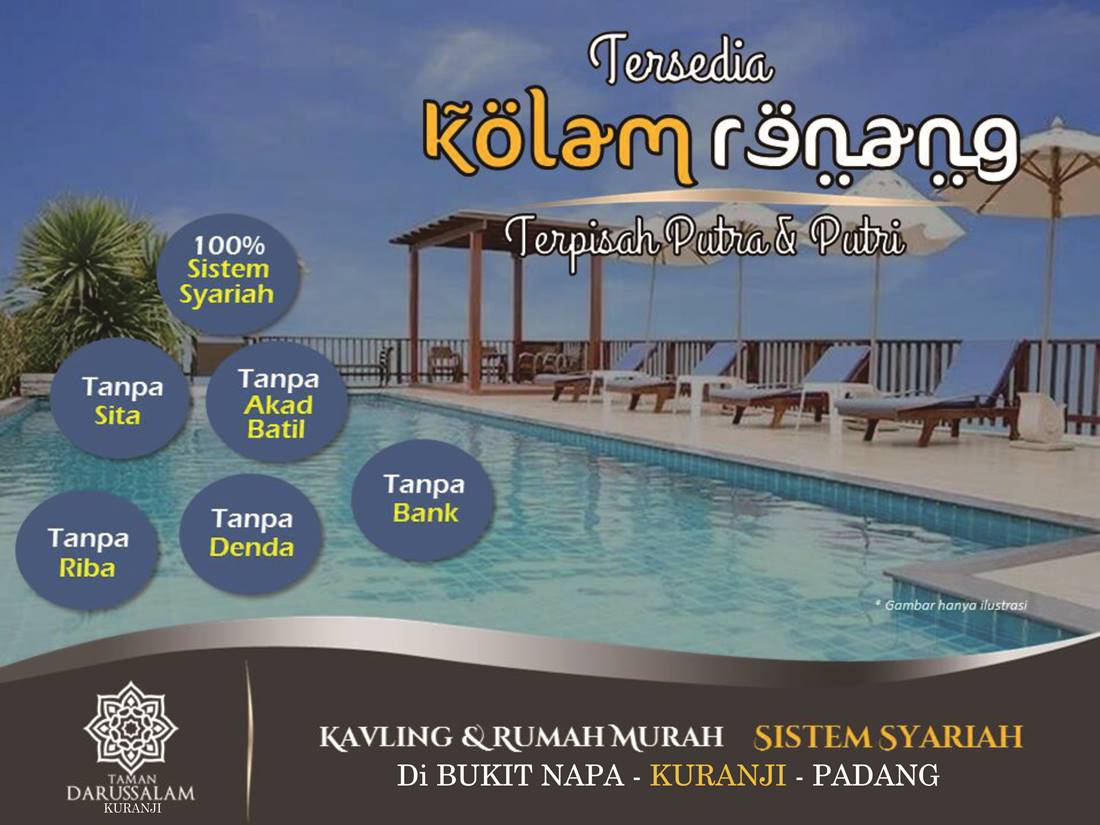 Tersedia
Kolam renang
Terpisah Putra & Putri
100%
Sistem
Syariah
Tanpa
Sita
Tanpa
Akad
Batil
Tanpa
Bank
Tanpa
Denda
Tanpa
Riba
* Gambar hanya ilustrasi
TAMAN
DARUSSALAM
KURANJI
KAVLING & RUMAH MURAH SISTEM SYARIAH
Di BUKIT NAPA - KURANJI - PADANG